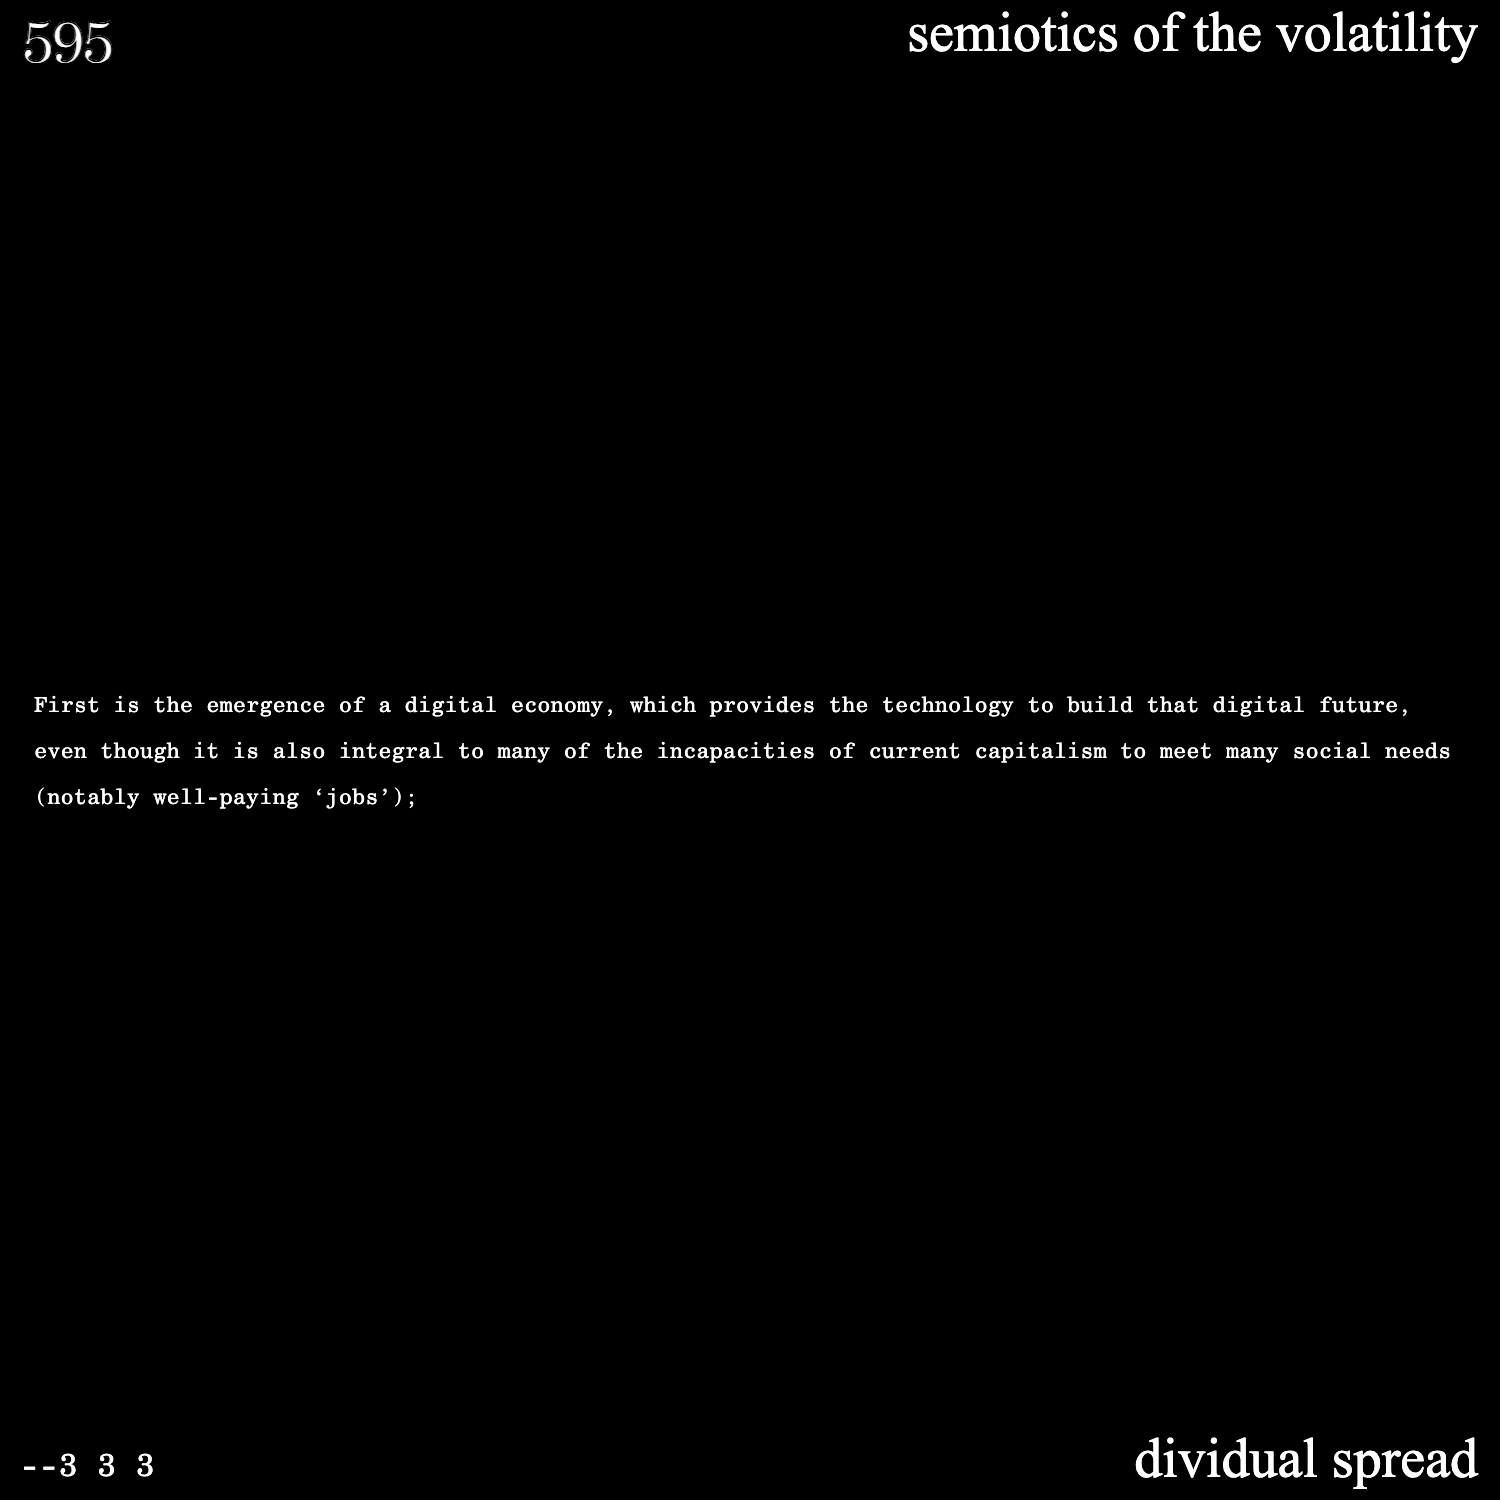 595
semiotics of the volatility
First is the emergence of a digital economy, which provides the technology to build that digital future,
even though it is also integral to many of the incapacities of current capitalism to meet many social needs
(notably well-paying ‘jobs’);
--3 3 3
dividual spread